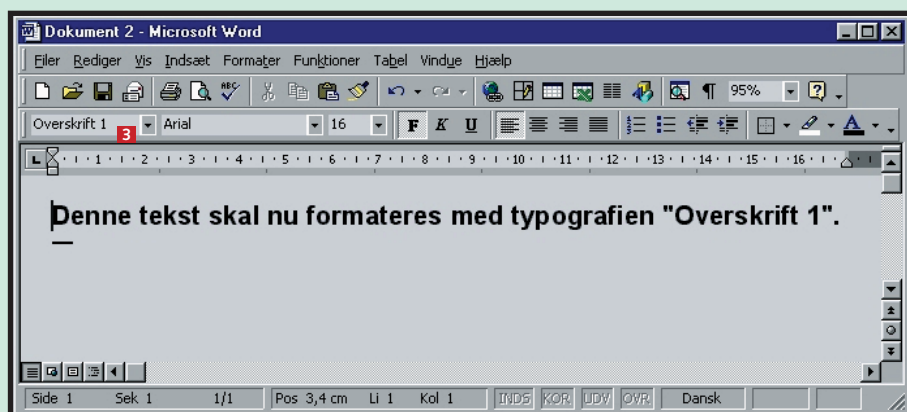 Dokument 2 - Microsoft Word
Filer Rediger Vis Indsæt Formater Funktioner Tabel Vindue Hjælp
ABC 95%
Overskrift 1 3 Arial 16 F K U A
L 1 2 3 4 5 6 7 8 9 10 11 12 13 14 15 16
Denne tekst skal nu formateres med typografien "Overskrift 1".
Side 1 Sek 1 1/1 Pos 3,4 cm Li 1 Kol 1 INDS KOR UDV OVR Dansk